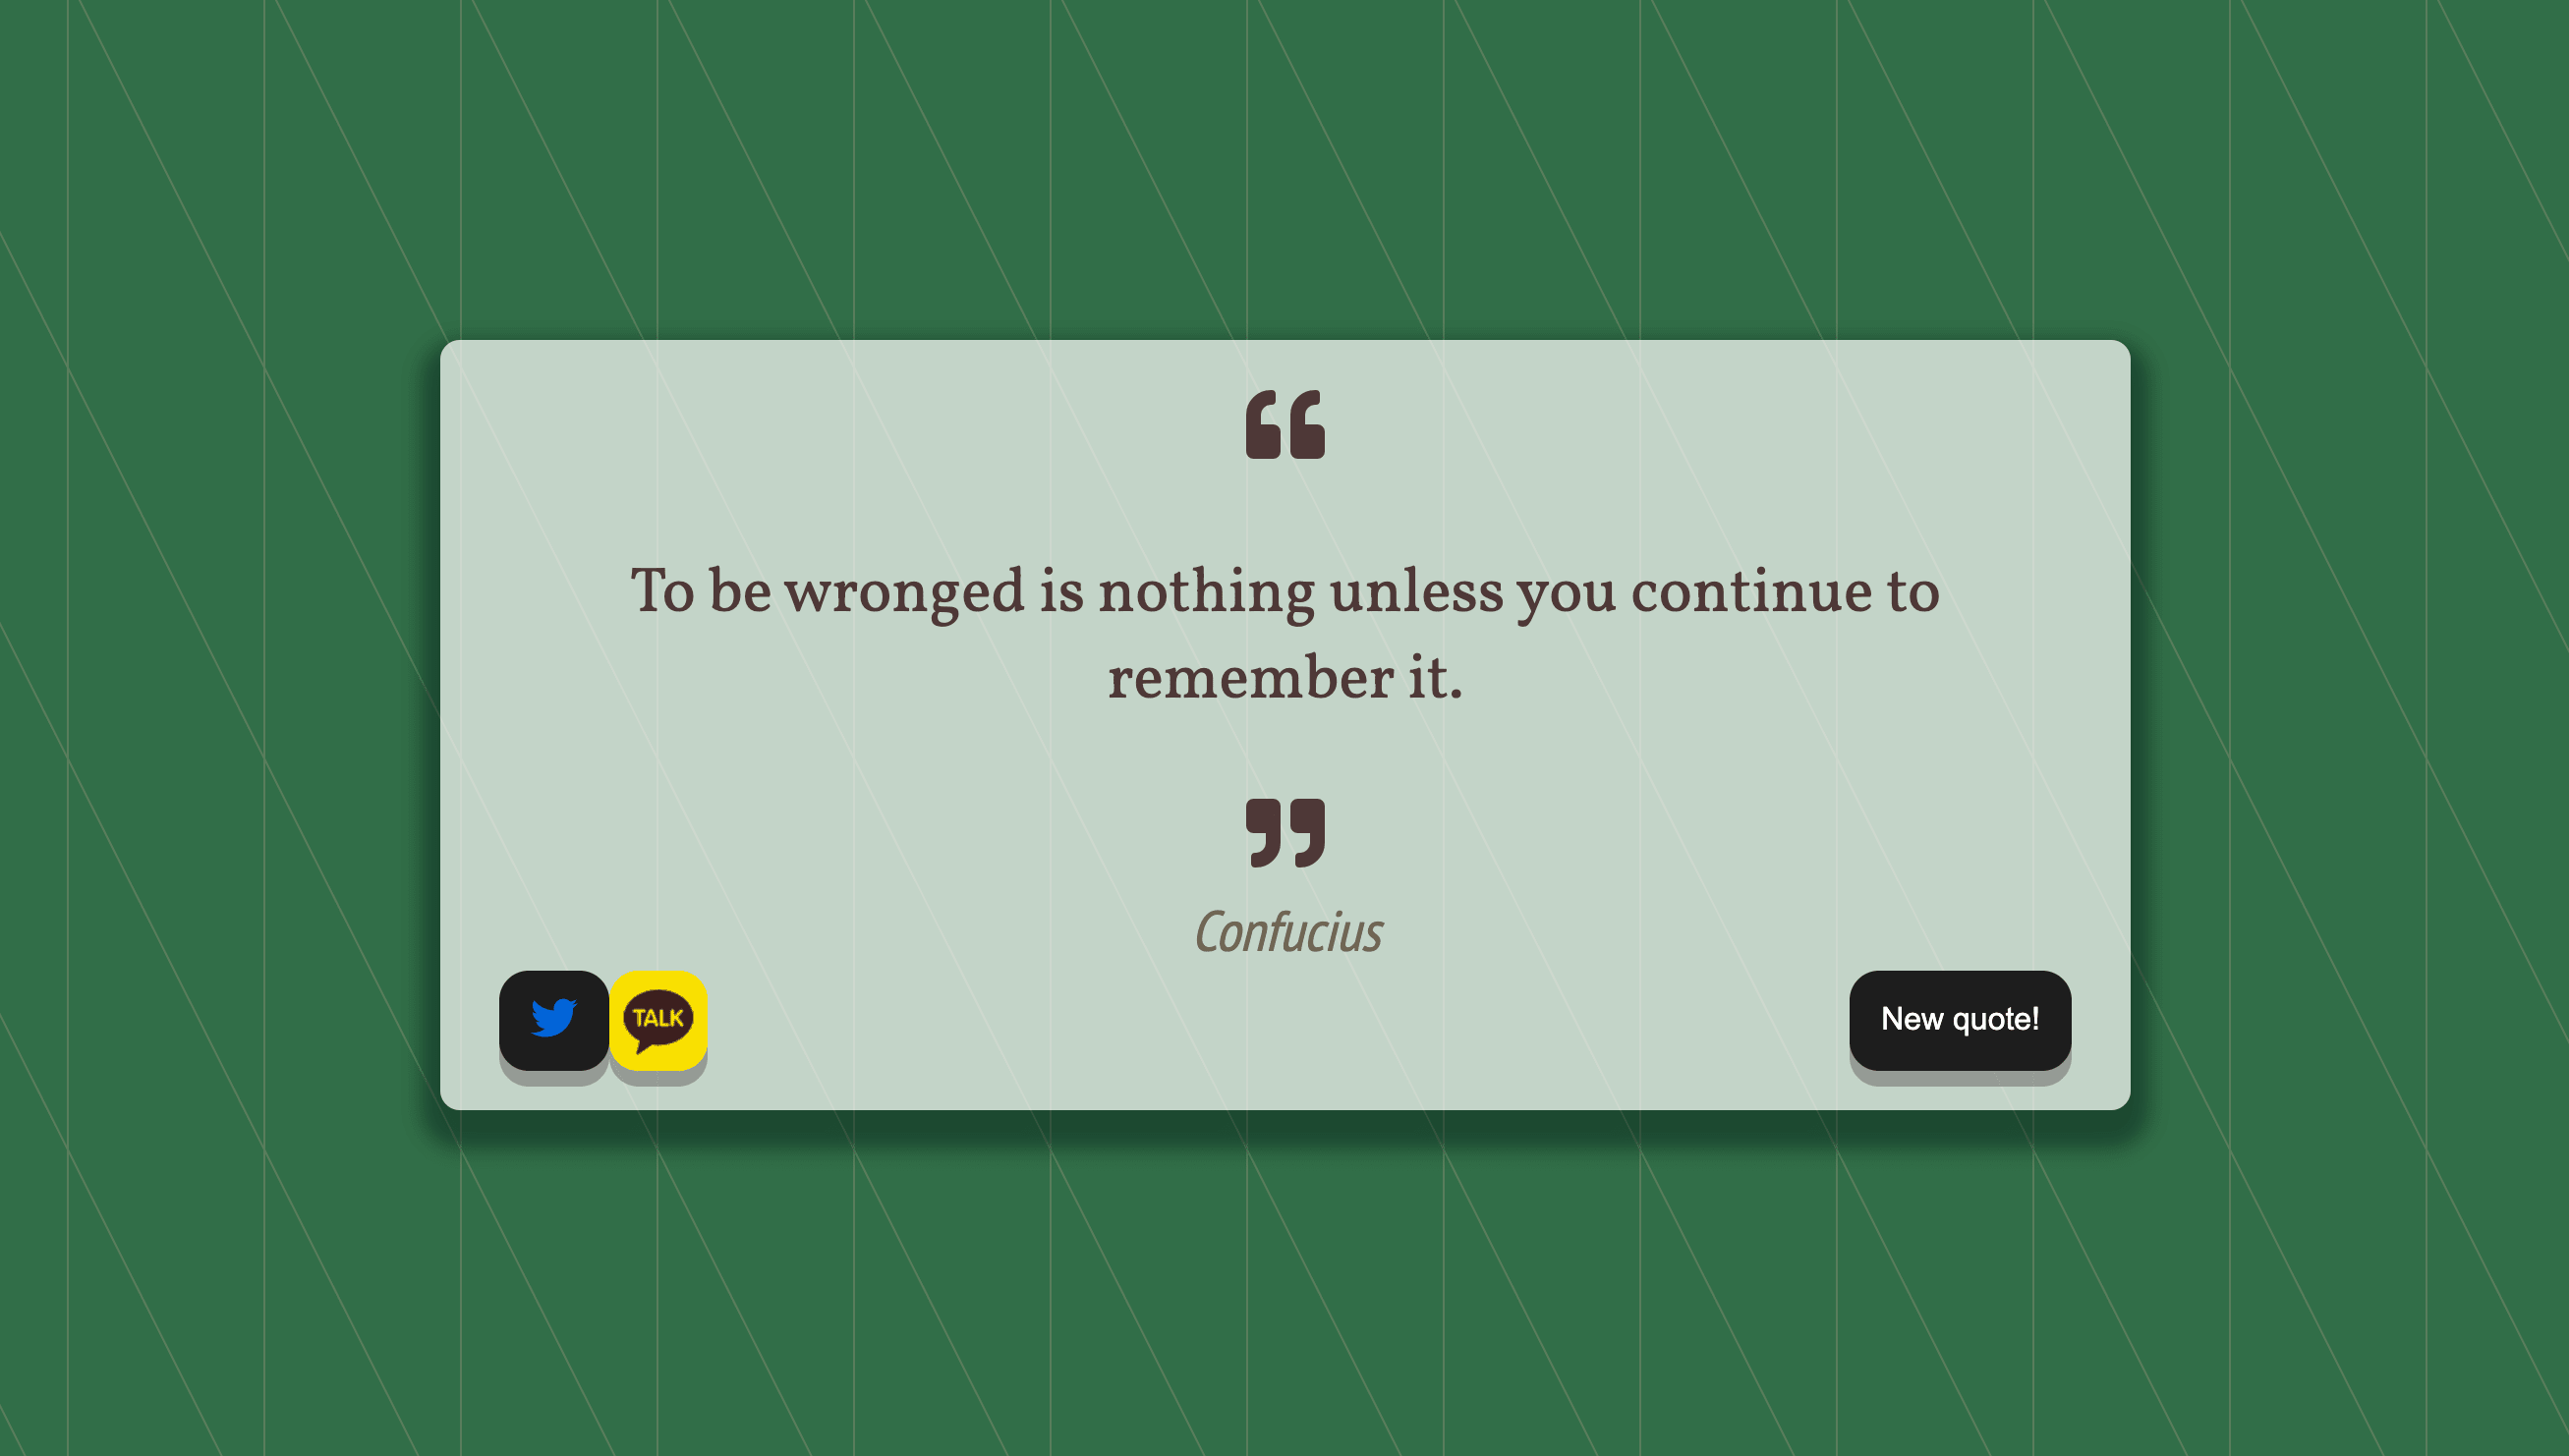 To be wronged is nothing unless you continue to
remember it.
Confucius
TALK
New quote!